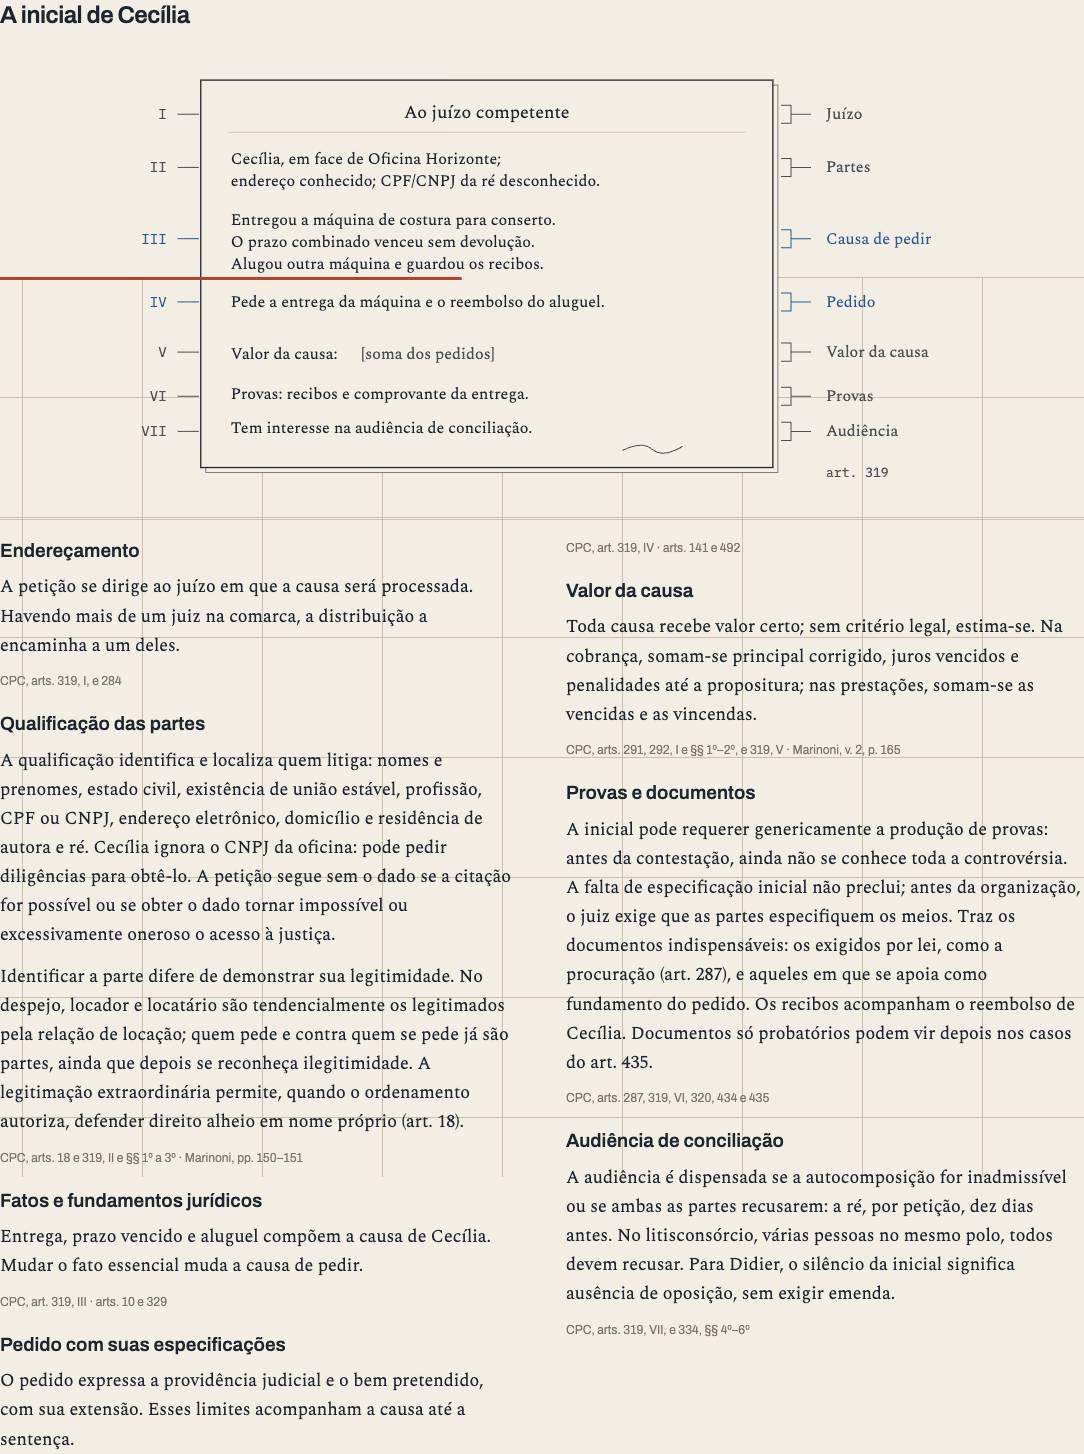 A inicial de Cecília
I
Ao juízo competente
Juízo
II
Cecília, em face de Oficina Horizonte;
endereço conhecido; CPF/CNPJ da ré desconhecido.
Partes
III
Entregou a máquina de costura para conserto.
O prazo combinado venceu sem devolução.
Alugou outra máquina e guardou os recibos.
Causa de pedir
IV
Pede a entrega da máquina e o reembolso do aluguel.
Pedido
V
Valor da causa: [soma dos pedidos]
Valor da causa
VI
Provas: recibos e comprovante da entrega.
Provas
VII
Tem interesse na audiência de conciliação.
Audiência
art. 319
Endereçamento
A petição se dirige ao juízo em que a causa será processada.
Havendo mais de um juiz na comarca, a distribuição a
encaminha a um deles.
CPC, arts. 319, I, e 284
Qualificação das partes
A qualificação identifica e localiza quem litiga: nomes e
prenomes, estado civil, existência de união estável, profissão,
CPF ou CNPJ, endereço eletrônico, domicílio e residência de
autora e ré. Cecília ignora o CNPJ da oficina: pode pedir
diligências para obtê-lo. A petição segue sem o dado se a citação
for possível ou se obter o dado tornar impossível ou
excessivamente oneroso o acesso à justiça.
Identificar a parte difere de demonstrar sua legitimidade. No
despejo, locador e locatário são tendencialmente os legitimados
pela relação de locação; quem pede e contra quem se pede já são
partes, ainda que depois se reconheça ilegitimidade. A
legitimação extraordinária permite, quando o ordenamento
autoriza, defender direito alheio em nome próprio (art. 18).
CPC, arts. 18 e 319, II e §§ 1º a 3º · Marinoni, pp. 150–151
Fatos e fundamentos jurídicos
Entrega, prazo vencido e aluguel compõem a causa de Cecília.
Mudar o fato essencial muda a causa de pedir.
CPC, art. 319, III · arts. 10 e 329
Pedido com suas especificações
O pedido expressa a providência judicial e o bem pretendido,
com sua extensão. Esses limites acompanham a causa até a
sentença.
CPC, art. 319, IV · arts. 141 e 492
Valor da causa
Toda causa recebe valor certo; sem critério legal, estima-se. Na
cobrança, somam-se principal corrigido, juros vencidos e
penalidades até a propositura; nas prestações, somam-se as
vencidas e as vincendas.
CPC, arts. 291, 292, I e §§ 1º–2º, e 319, V · Marinoni, v. 2, p. 165
Provas e documentos
A inicial pode requerer genericamente a produção de provas:
antes da contestação, ainda não se conhece toda a controvérsia.
A falta de especificação inicial não preclui; antes da organização,
o juiz exige que as partes especifiquem os meios. Traz os
documentos indispensáveis: os exigidos por lei, como a
procuração (art. 287), e aqueles em que se apoia como
fundamento do pedido. Os recibos acompanham o reembolso de
Cecília. Documentos só probatórios podem vir depois nos casos
do art. 435.
CPC, arts. 287, 319, VI, 320, 434 e 435
Audiência de conciliação
A audiência é dispensada se a autocomposição for inadmissível
ou se ambas as partes recusarem: a ré, por petição, dez dias
antes. No litisconsórcio, várias pessoas no mesmo polo, todos
devem recusar. Para Didier, o silêncio da inicial significa
ausência de oposição, sem exigir emenda.
CPC, arts. 319, VII, e 334, §§ 4º–6º